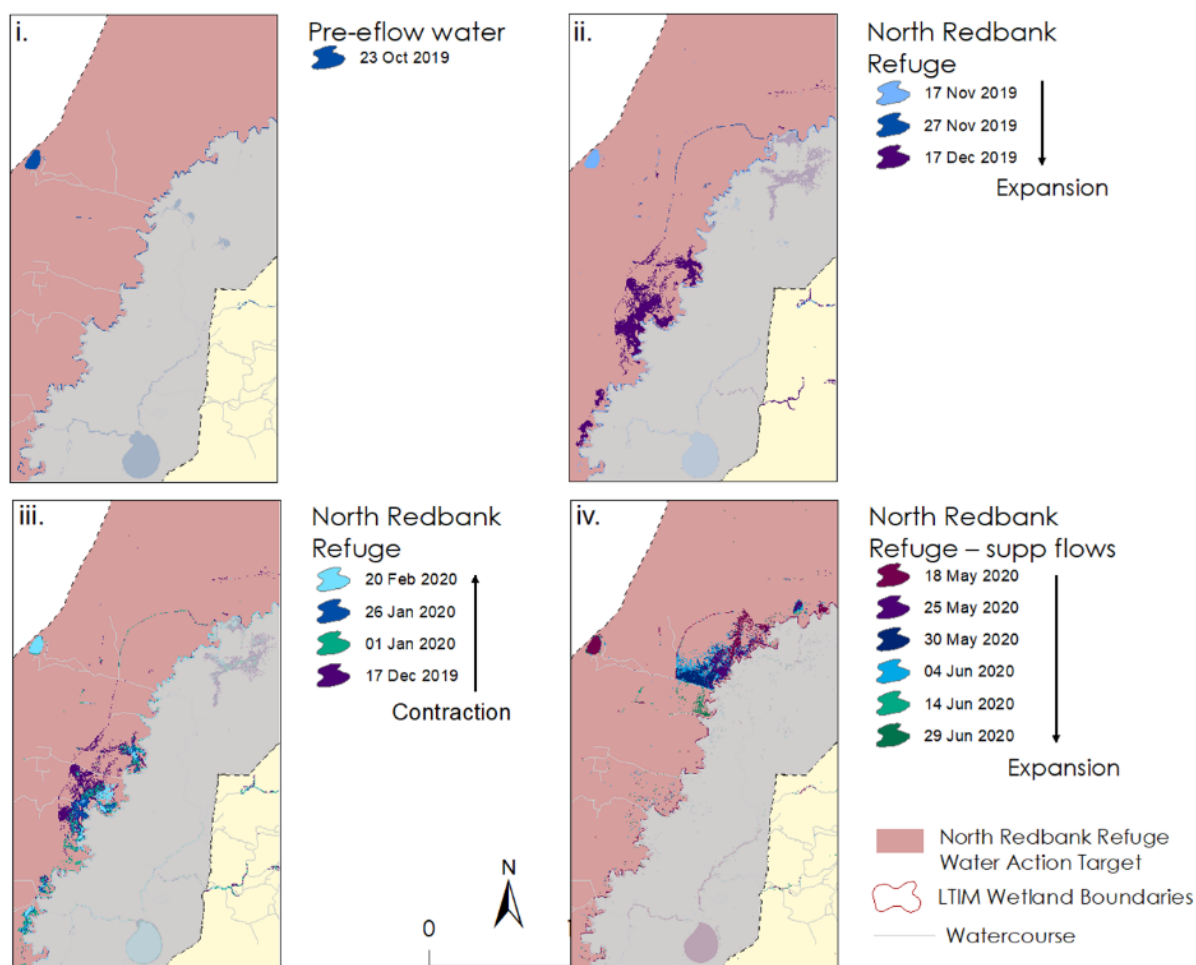 i.
Pre-eflow water
23 Oct 2019
ii.
North Redbank
Refuge
17 Nov 2019
27 Nov 2019
17 Dec 2019
Expansion
iii.
North Redbank
Refuge
20 Feb 2020
26 Jan 2020
01 Jan 2020
17 Dec 2019
Contraction
N
0
iv.
North Redbank
Refuge – supp flows
18 May 2020
25 May 2020
30 May 2020
04 Jun 2020
14 Jun 2020
29 Jun 2020
Expansion
North Redbank Refuge
Water Action Target
LTIM Wetland Boundaries
Watercourse